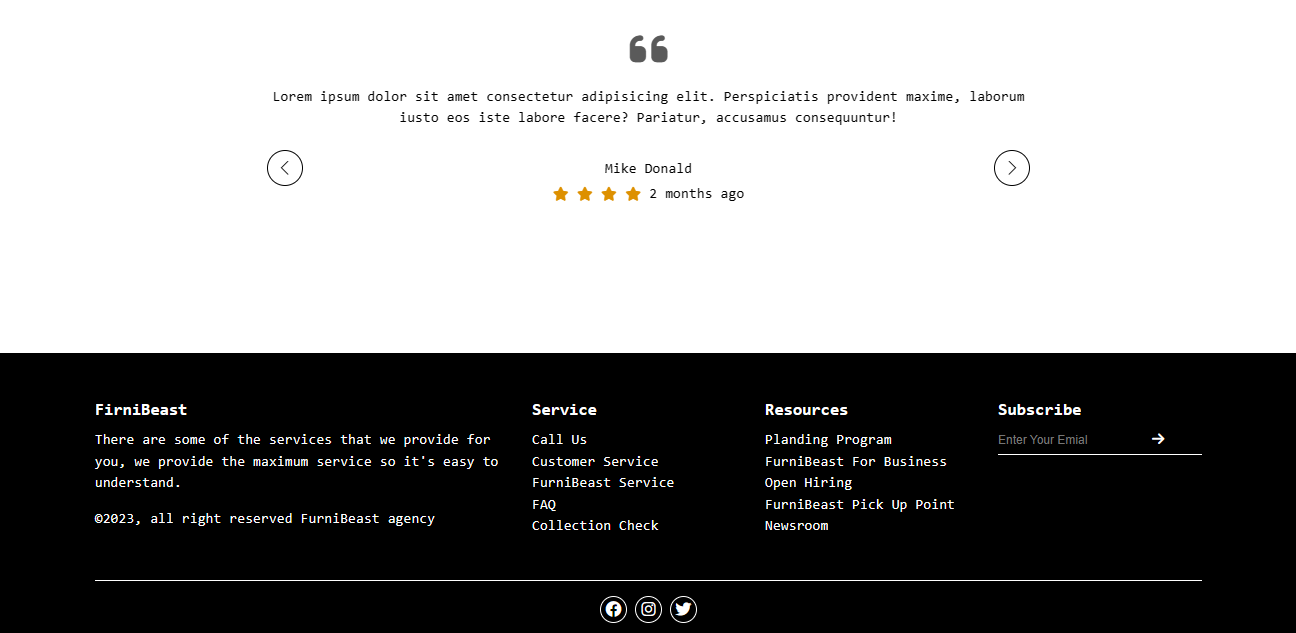 Lorem ipsum dolor sit amet consectetur adipisicing elit. Perspiciatis provident maxime, laborum
iusto eos iste labore facere? Pariatur, accusamus consequuntur!
Mike Donald
2 months ago
FirniBeast
There are some of the services that we provide for
you, we provide the maximum service so it's easy to
understand.
©2023, all right reserved FurniBeast agency
Service
Call Us
Customer Service
FurniBeast Service
FAQ
Collection Check
Resources
Planding Program
FurniBeast For Business
Open Hiring
FurniBeast Pick Up Point
Newsroom
Subscribe
Enter Your Emial